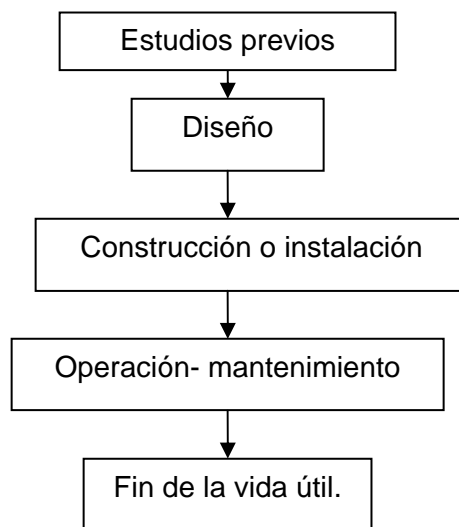 Estudios previos
Diseño
Construcción o instalación
Operación- mantenimiento
Fin de la vida útil.